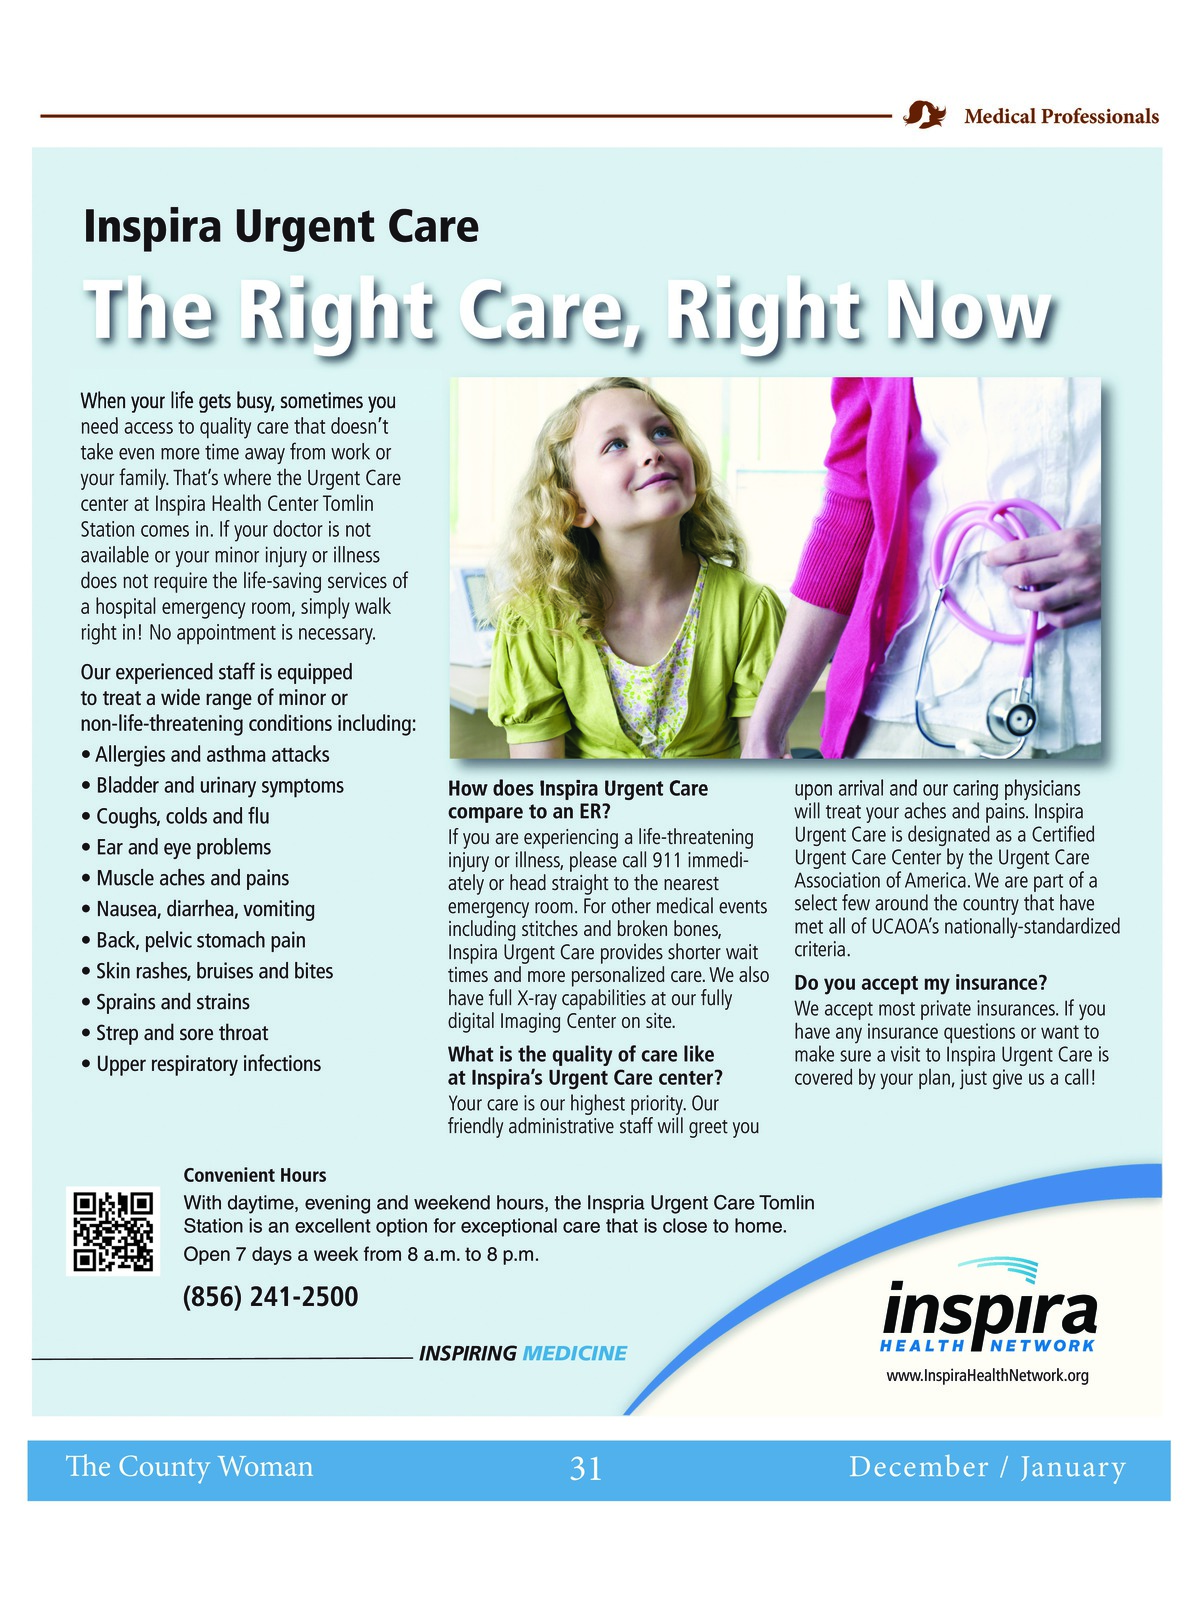 Medical Professionals
Inspira Urgent Care
The Right Care, Right Now
When your life gets busy, sometimes you
need access to quality care that doesn't
take even more time away from work or
your family. That's where the Urgent Care
center at Inspira Health Center Tomlin
Station comes in. If your doctor is not
available or your minor injury or illness
does not require the life-saving services of
a hospital emergency room, simply walk
right in! No appointment is necessary.
Our experienced staff is equipped
to treat a wide range of minor or
non-life-threatening conditions including:
• Allergies and asthma attacks
• Bladder and urinary symptoms
• Coughs, colds and flu
• Ear and eye problems
• Muscle aches and pains
• Nausea, diarrhea, vomiting
• Back, pelvic stomach pain
• Skin rashes, bruises and bites
• Sprains and strains
• Strep and sore throat
• Upper respiratory infections
How does Inspira Urgent Care
compare to an ER?
If you are experiencing a life-threatening
injury or illness, please call 911 immedi-
ately or head straight to the nearest
emergency room. For other medical events
including stitches and broken bones,
Inspira Urgent Care provides shorter wait
times and more personalized care. We also
have full X-ray capabilities at our fully
digital Imaging Center on site.
What is the quality of care like
at Inspira's Urgent Care center?
Your care is our highest priority. Our
friendly administrative staff will greet you
upon arrival and our caring physicians
will treat your aches and pains. Inspira
Urgent Care is designated as a Certified
Urgent Care Center by the Urgent Care
Association of America. We are part of a
select few around the country that have
met all of UCAOA's nationally-standardized
criteria.
Do you accept my insurance?
We accept most private insurances. If you
have any insurance questions or want to
make sure a visit to Inspira Urgent Care is
covered by your plan, just give us a call!
Convenient Hours
With daytime, evening and weekend hours, the Inspria Urgent Care Tomlin
Station is an excellent option for exceptional care that is close to home.
Open 7 days a week from 8 a.m. to 8 p.m.
(856) 241-2500
INSPIRING MEDICINE
inspira
HEALTH NETWORK
www.InspiraHealthNetwork.org
The County Woman
31
December / January